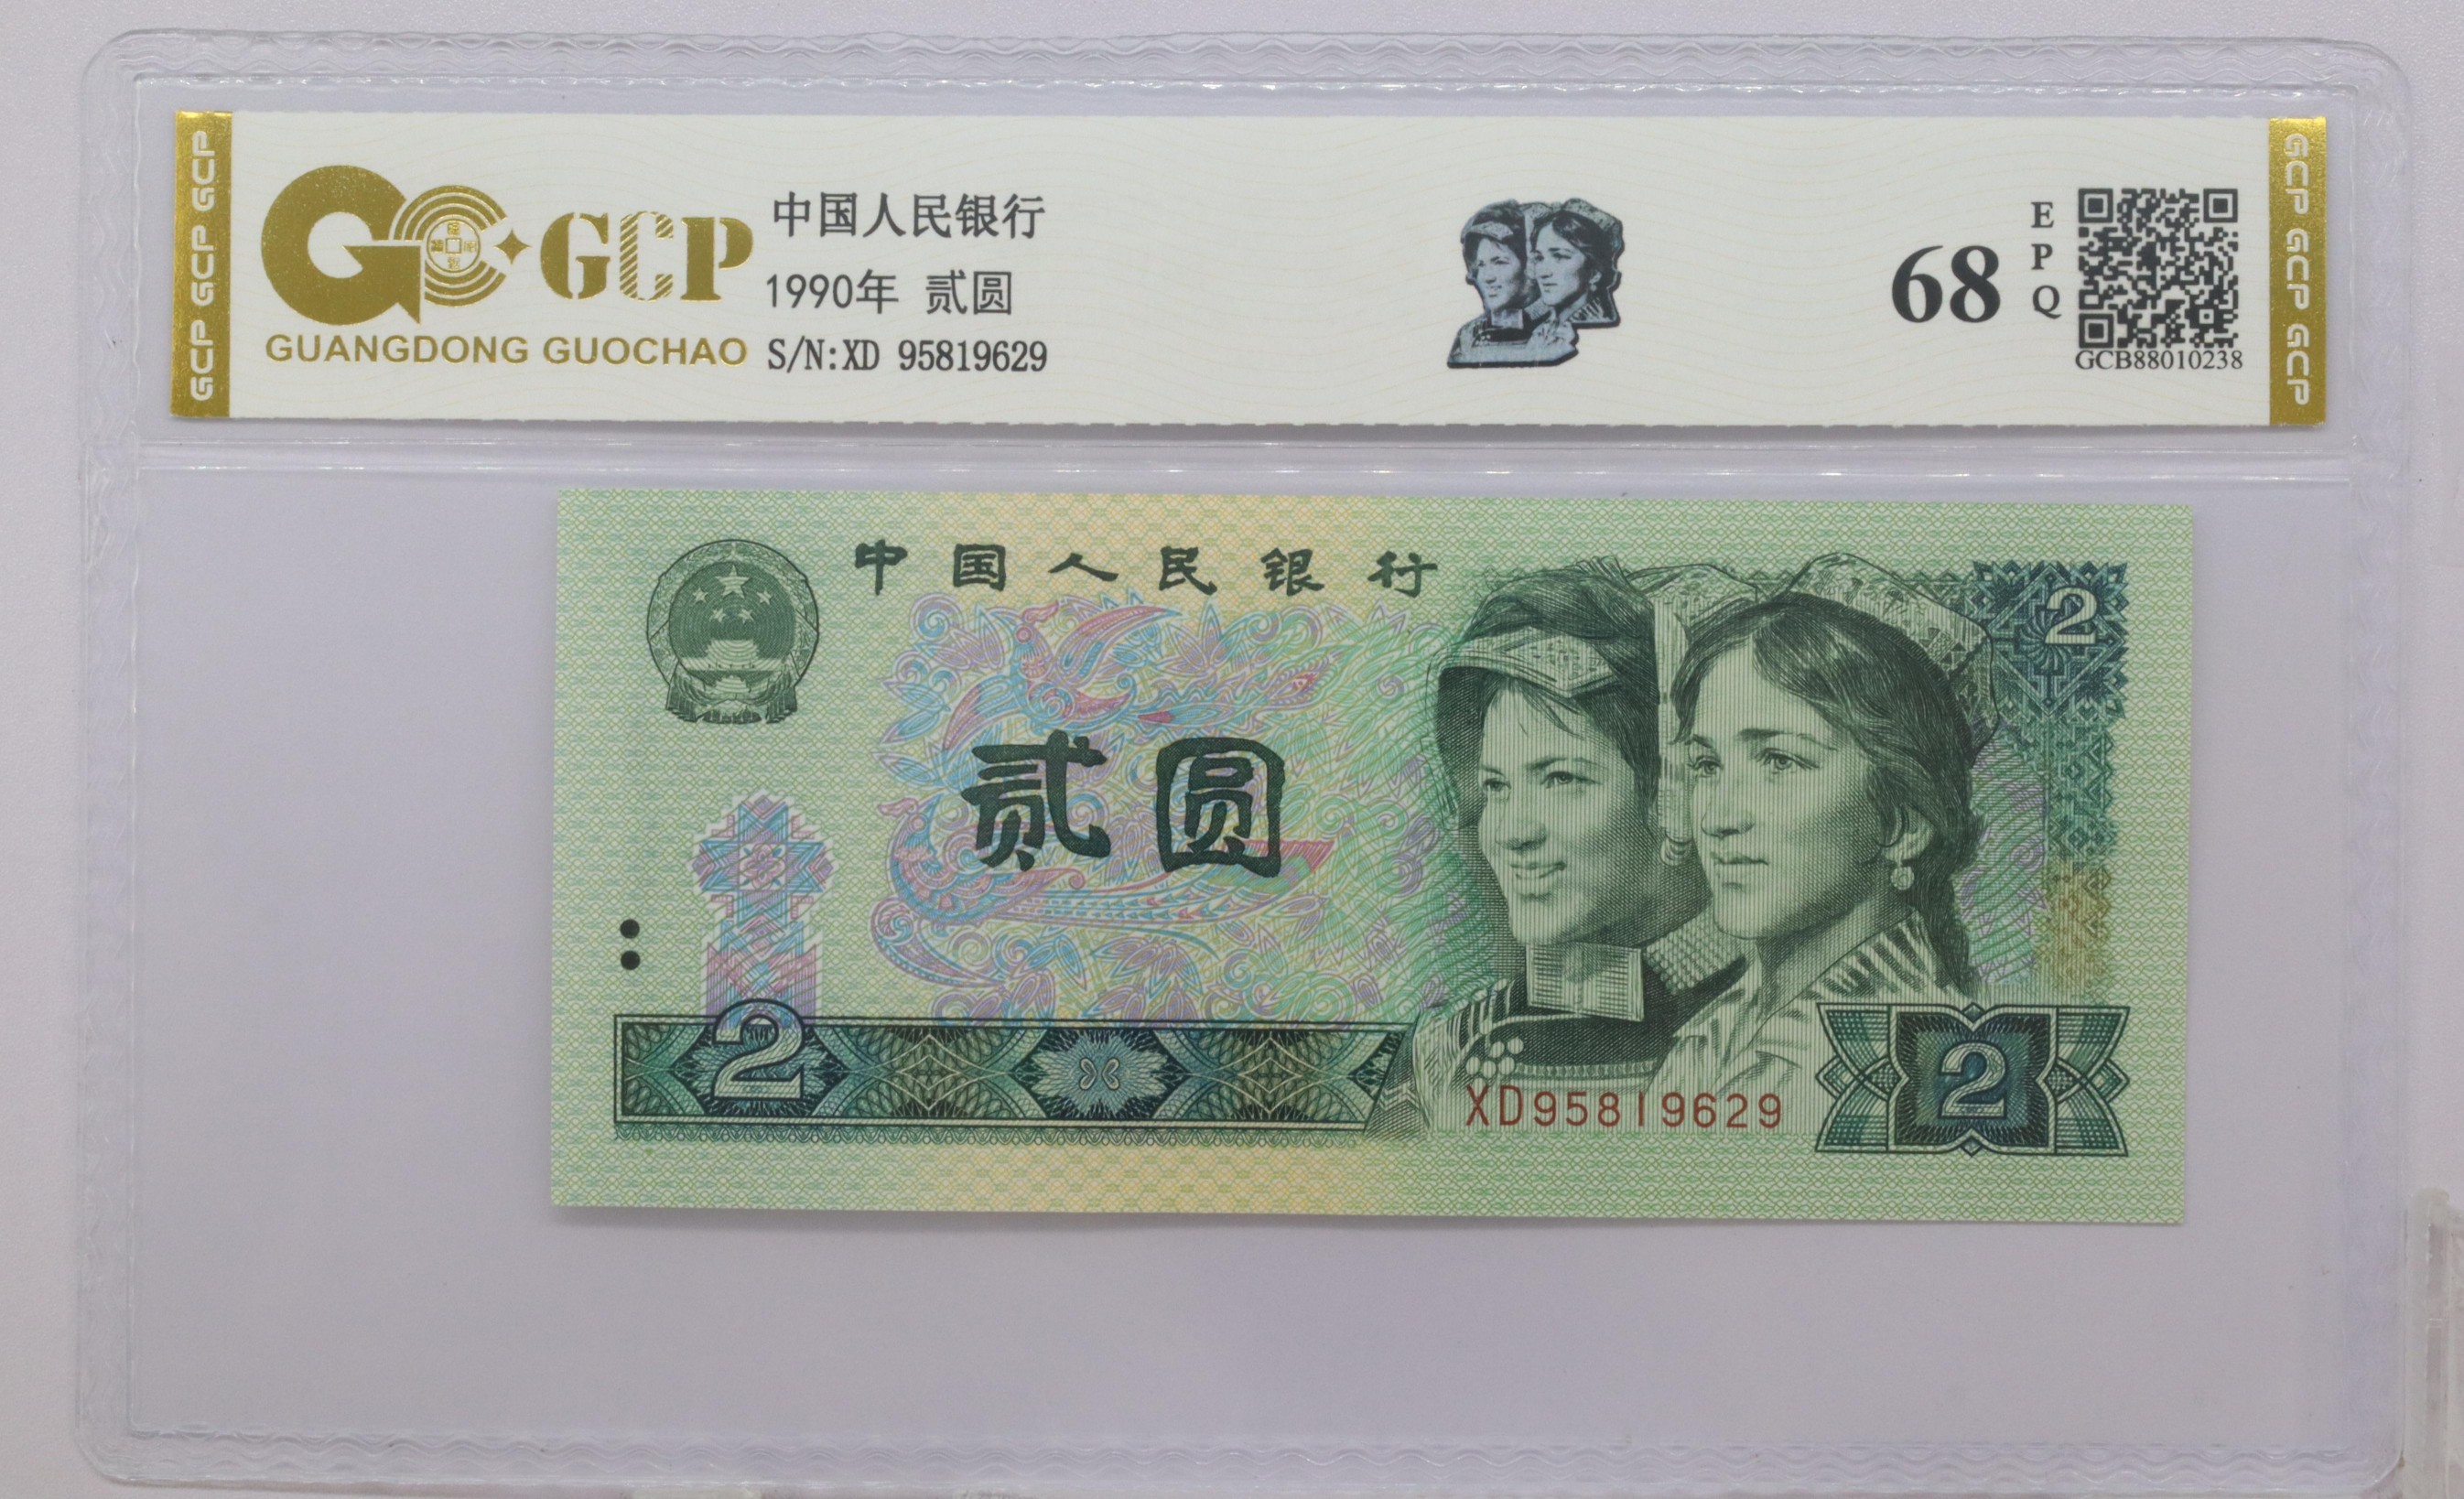 GCP GCP GCP
GCP
GUANGDONG GUOCHAO
中国人民银行
1990年 贰圆
S/N:XD 95819629
68
EPQ
GCB88010238
GCP GCP GCP
中国人民银行
2
贰圆
2
XD95819629
2